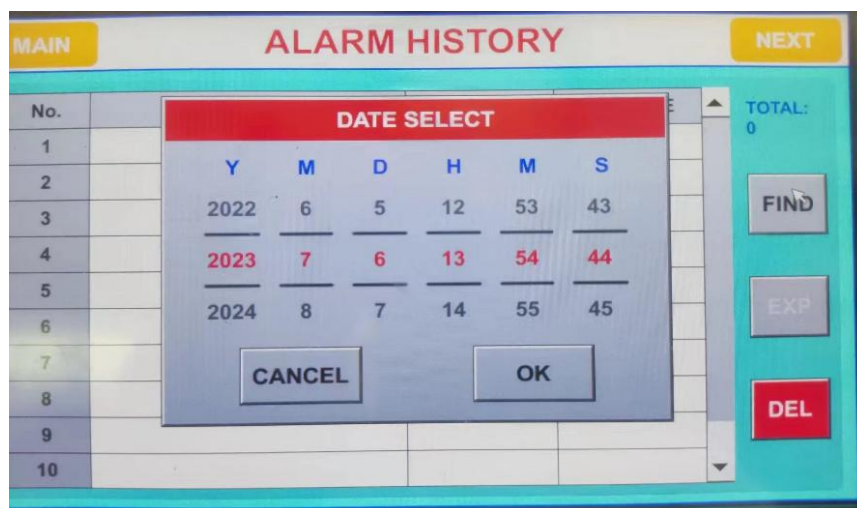 MAIN ALARM HISTORY NEXT
No. E TOTAL:
0
DATE SELECT
1
2
3
4
5
6
7
8
9
10
Y M D H M S
2022 6 5 12 53 43
2023 7 6 13 54 44
2024 8 7 14 55 45
CANCEL OK
FIND
EXP
DEL